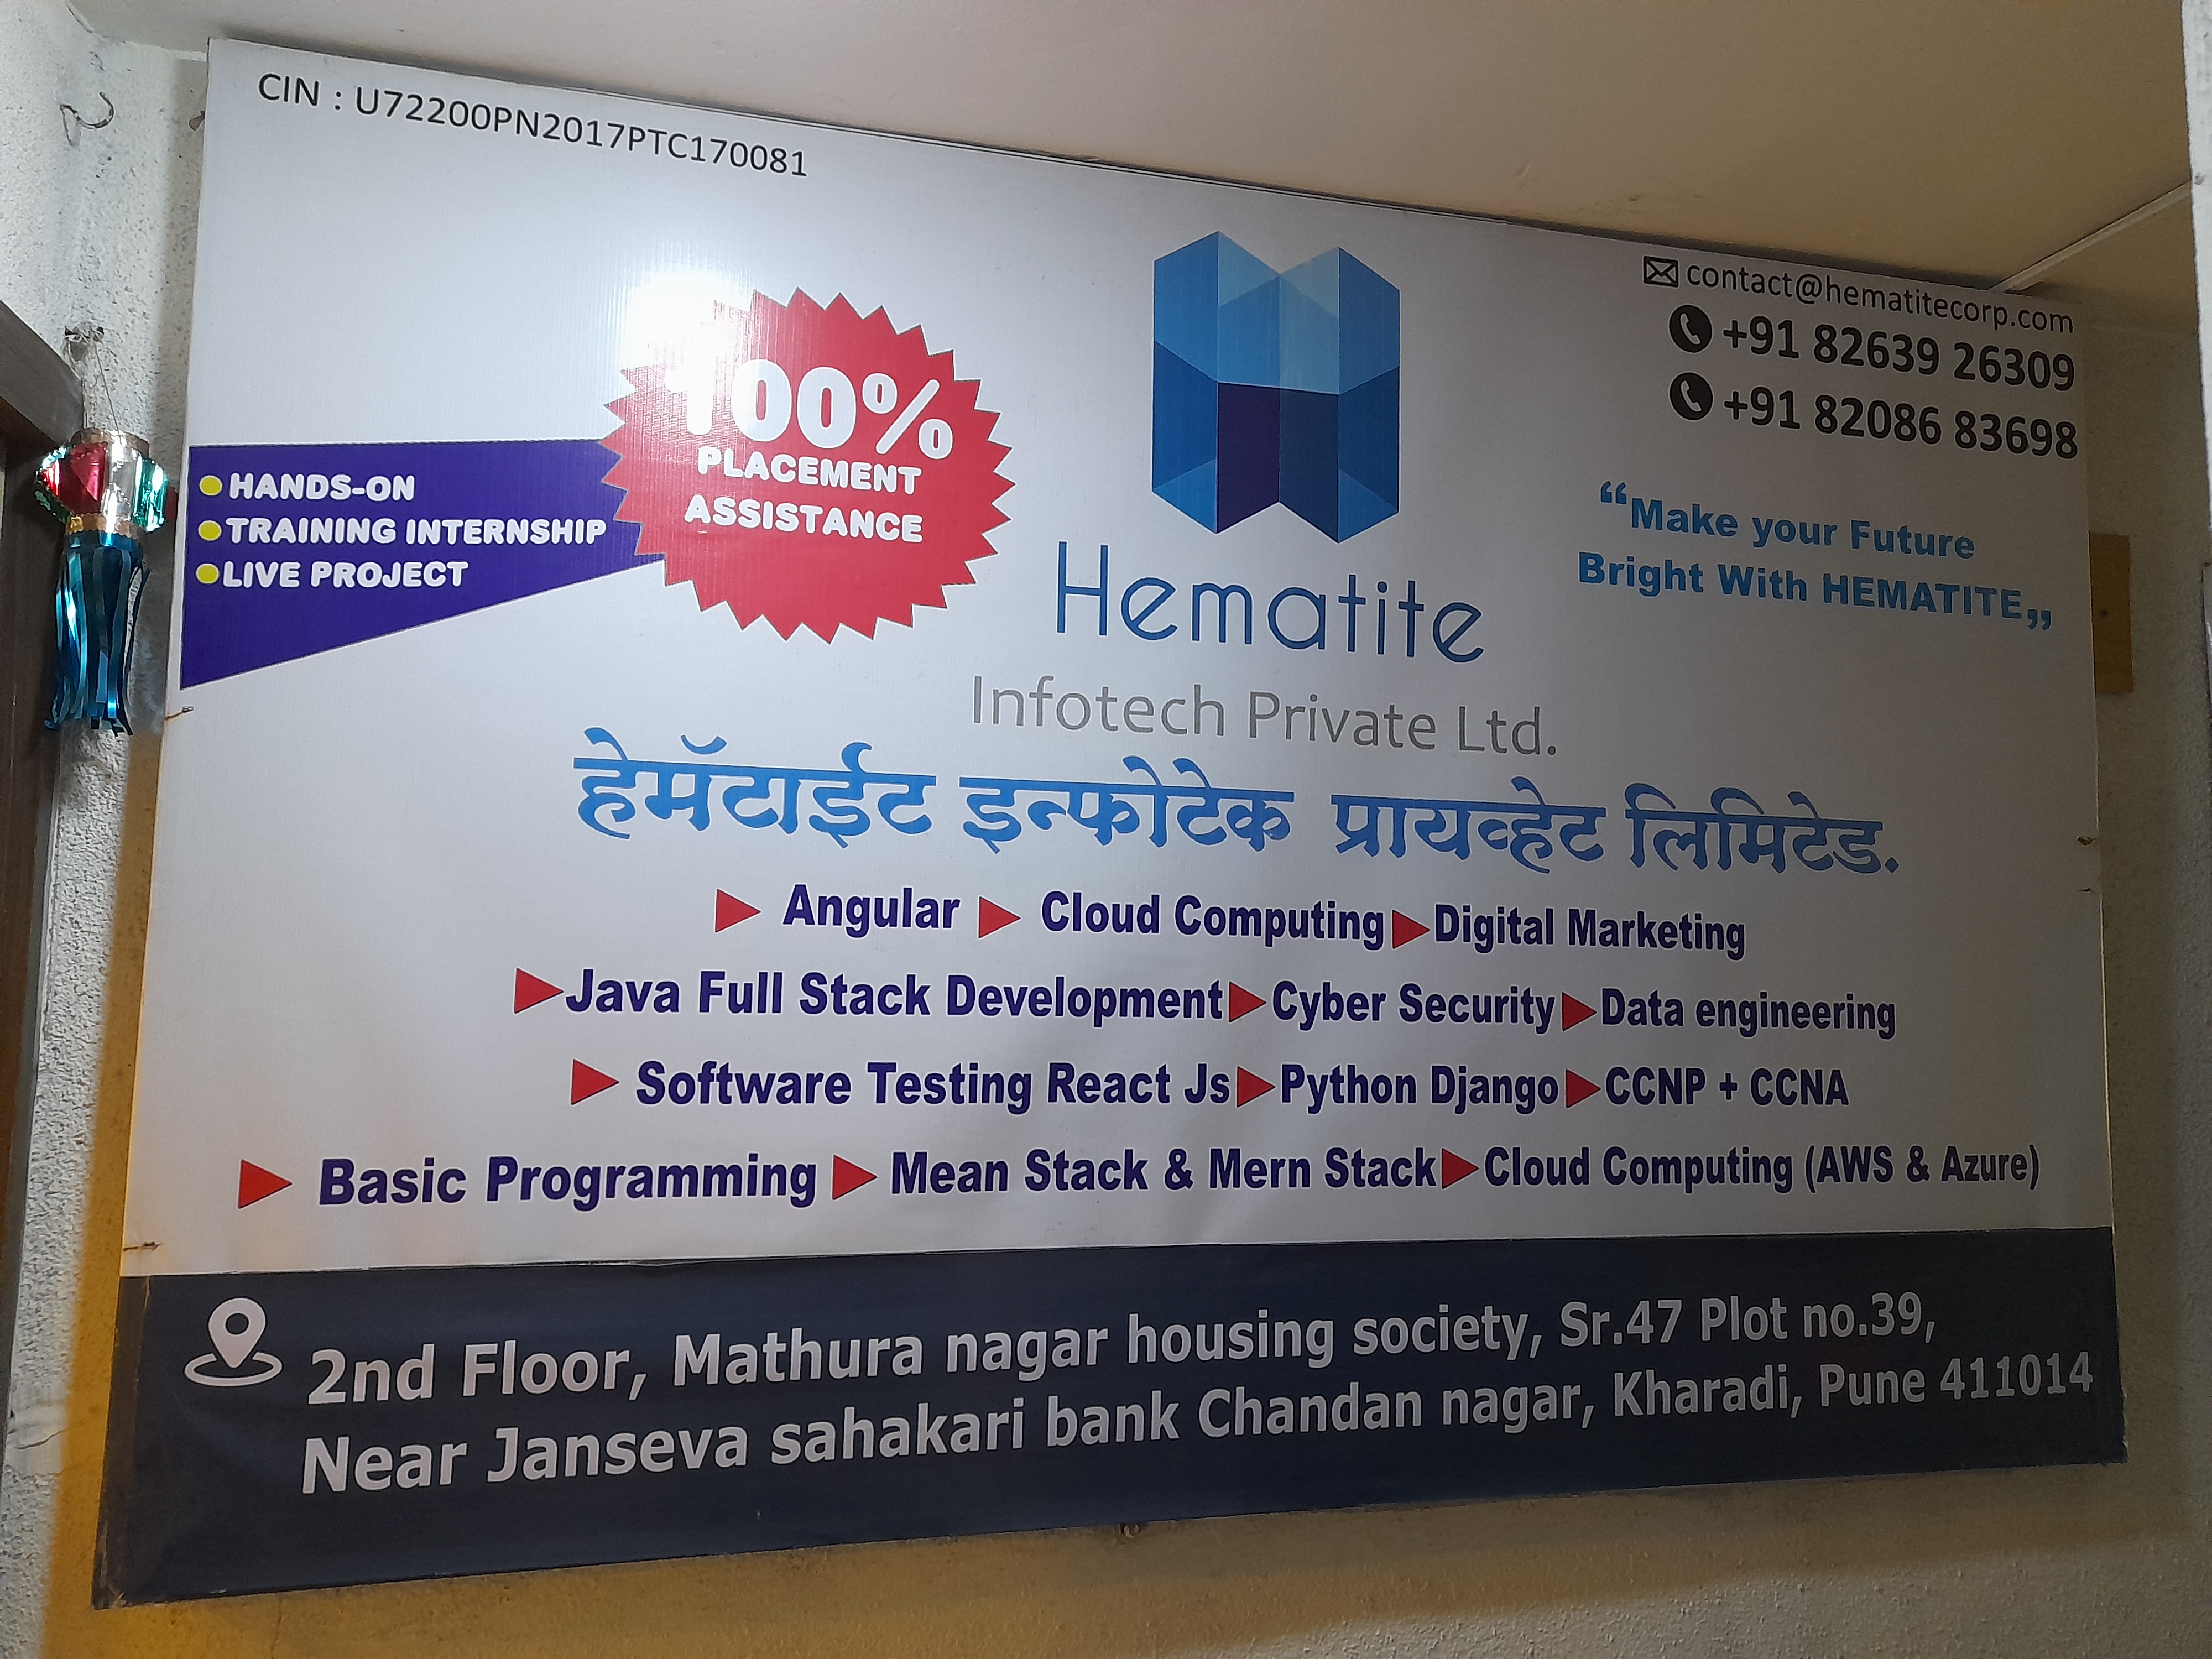 CIN : U72200PN2017PTC170081
contact@hematitecorp.com
+91 82639 26309
+91 82086 83698
100%
PLACEMENT
ASSISTANCE
HANDS-ON
TRAINING INTERNSHIP
LIVE PROJECT
“Make your Future
Bright With HEMATITE„
Hematite
Infotech Private Ltd.
हेमॅटाईट इन्फोटेक प्रायव्हेट लिमिटेड.
Angular Cloud Computing Digital Marketing
Java Full Stack Development Cyber Security Data engineering
Software Testing React Js Python Django CCNP + CCNA
Basic Programming Mean Stack & Mern Stack Cloud Computing (AWS & Azure)
2nd Floor, Mathura nagar housing society, Sr.47 Plot no.39,
Near Janseva sahakari bank Chandan nagar, Kharadi, Pune 411014